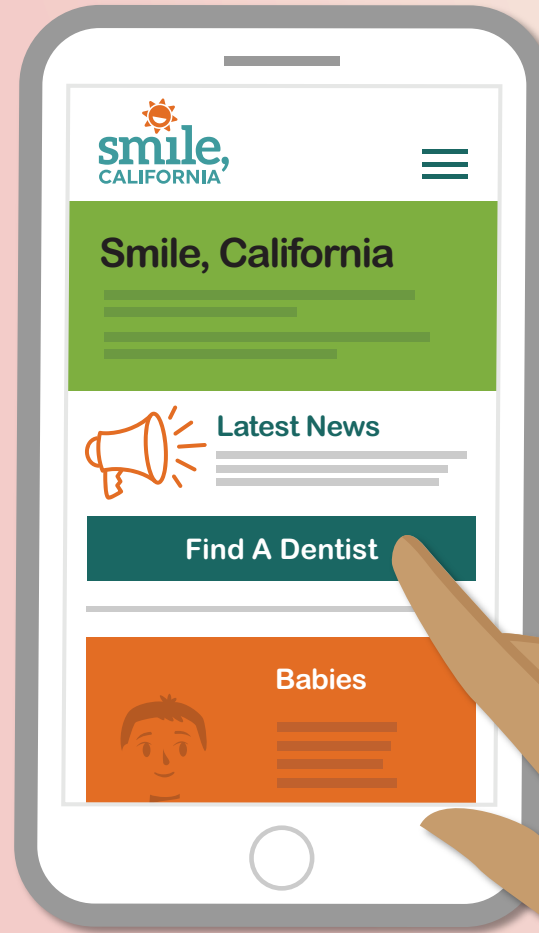 smile,
CALIFORNIA
Smile, California
Latest News
Find A Dentist
Babies